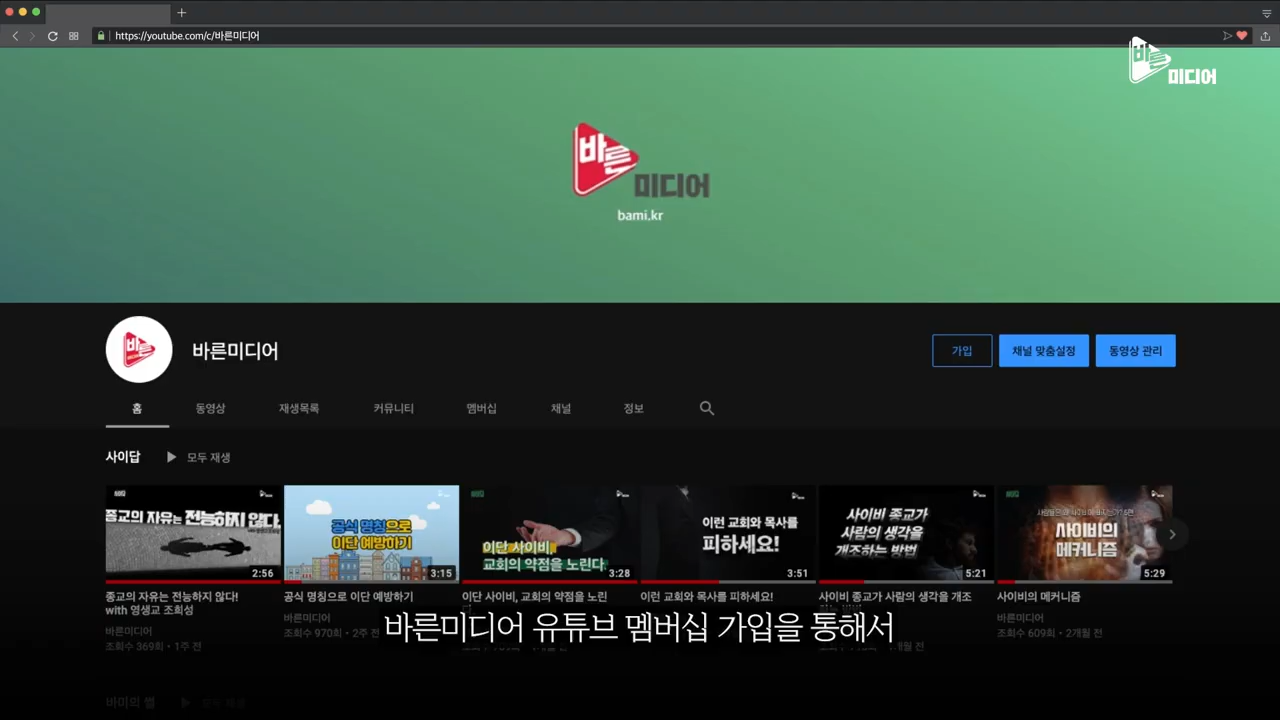 https://youtube.com/c/바른미디어
바른미디어
바른미디어
bami.kr
바른
바른미디어
가입
채널 맞춤설정
동영상 관리
홈
동영상
재생목록
커뮤니티
멤버십
채널
정보
사이답
모두 재생
종교의 자유는 전능하지 않다.
2:56
공식 명칭으로
이단 예방하기
3:15
이단 사이비,
교회의 약점을 노린다.
3:28
이런 교회와 목사를
피하세요!
3:51
사이비 종교가
사람의 생각을
개조하는 방법
5:21
사이비의
메커니즘
5:29
종교의 자유는 전능하지 않다!
with 영생교 조희성
바른미디어
조회수 369회 • 1주 전
공식 명칭으로 이단 예방하기
바른미디어
조회수 970회 • 2주 전
이단 사이비, 교회의 약점을 노린
이런 교회와 목사를 피하세요!
사이비 종교가 사람의 생각을 개조
사이비의 메커니즘
바른미디어
조회수 609회 • 2개월 전
바른미디어 유튜브 멤버십 가입을 통해서
바미의 썰
모두 재생